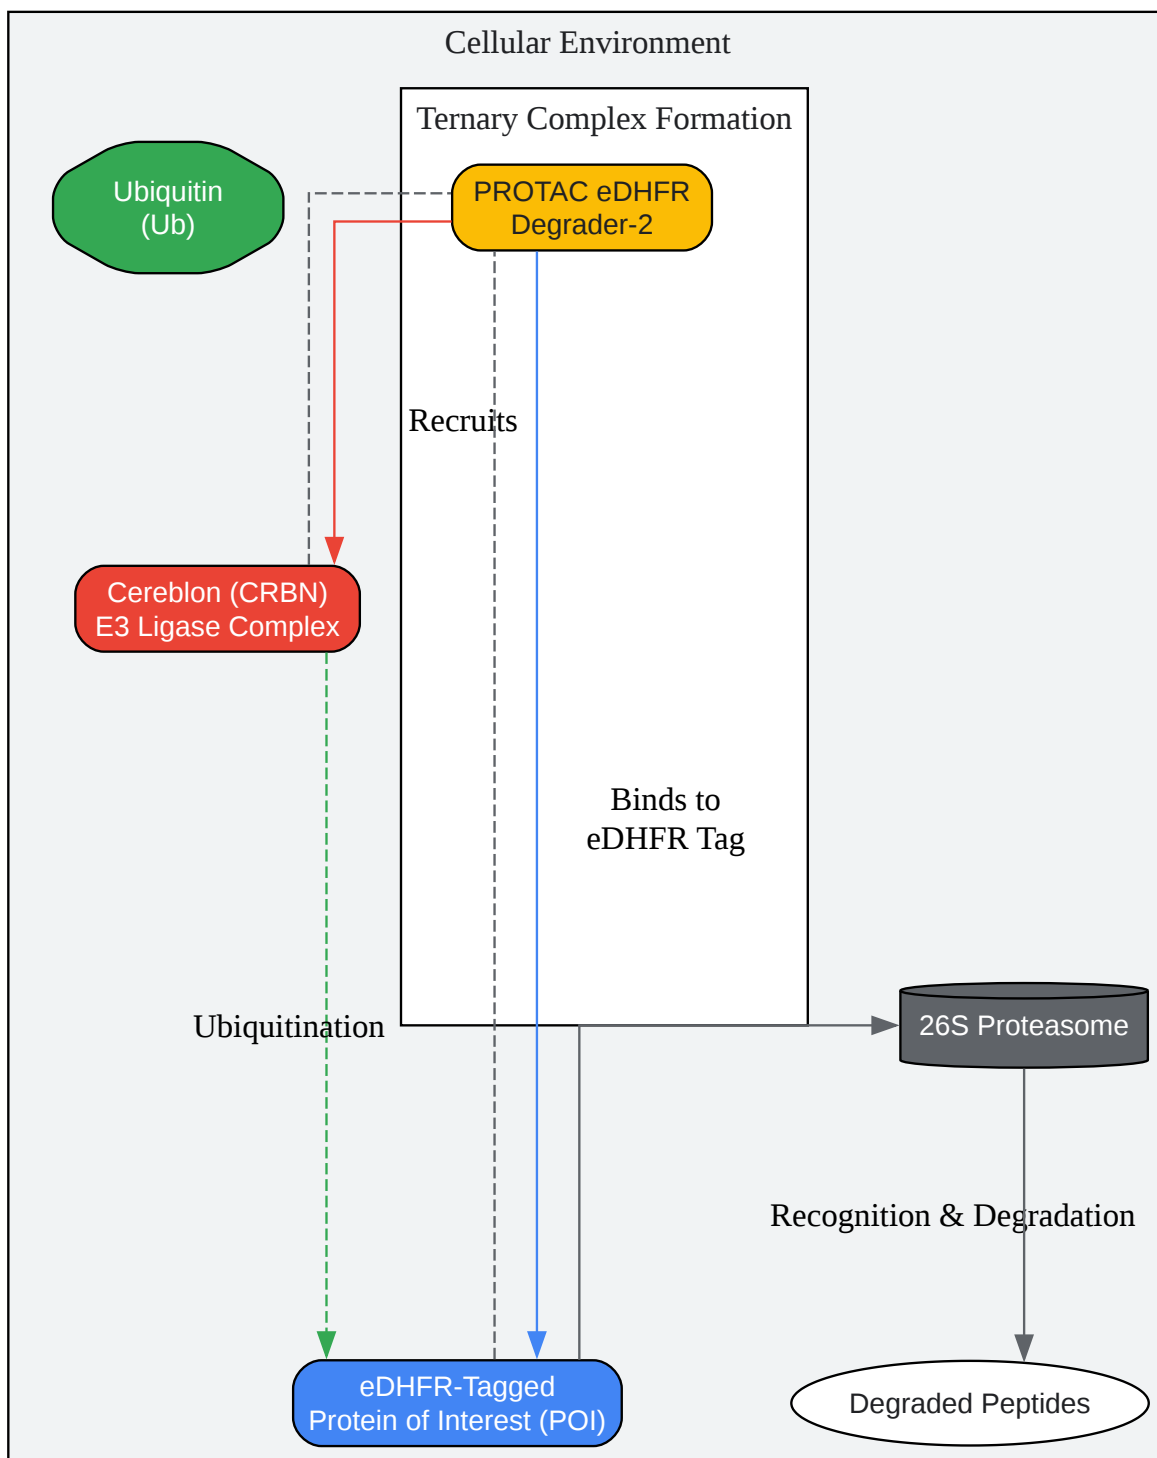 Cellular Environment
Ternary Complex Formation
Ubiquitin
(Ub)
PROTAC eDHFR
Degrader-2
Recruits
Cereblon (CRBN)
E3 Ligase Complex
Binds to
eDHFR Tag
Ubiquitination
26S Proteasome
Recognition & Degradation
eDHFR-Tagged
Protein of Interest (POI)
Degraded Peptides